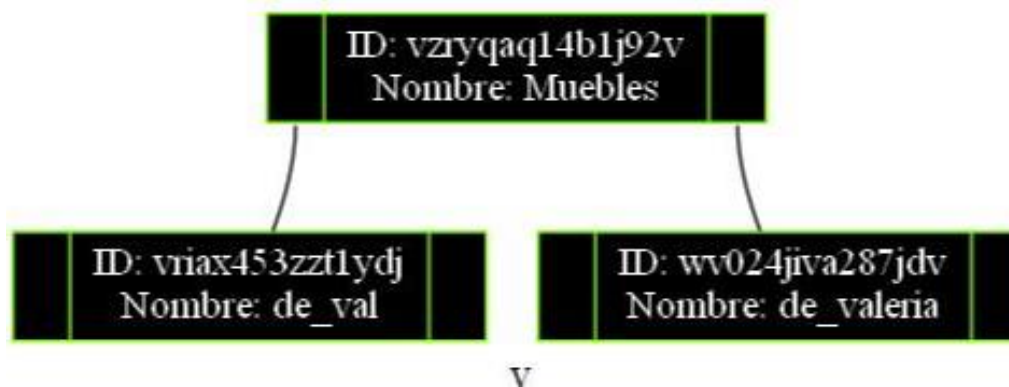 ID: vzryqaq14b1j92v
Nombre: Muebles
ID: vriax453zzt1ydj
Nombre: de_val
ID: wv024jiva287jdv
Nombre: de_valeria
v